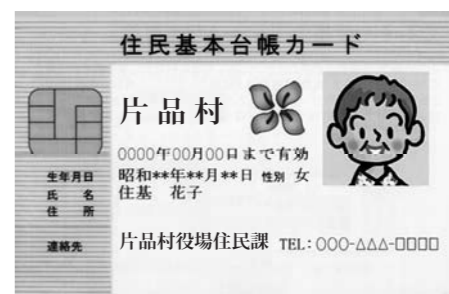 住民基本台帳カード
片品村
0000年00月00日まで有効
生年月日 昭和**年**月**日 性別 女
氏 名 住基 花子
住 所
連絡先 片品村役場住民課 TEL:○○○-△△△-□□□□